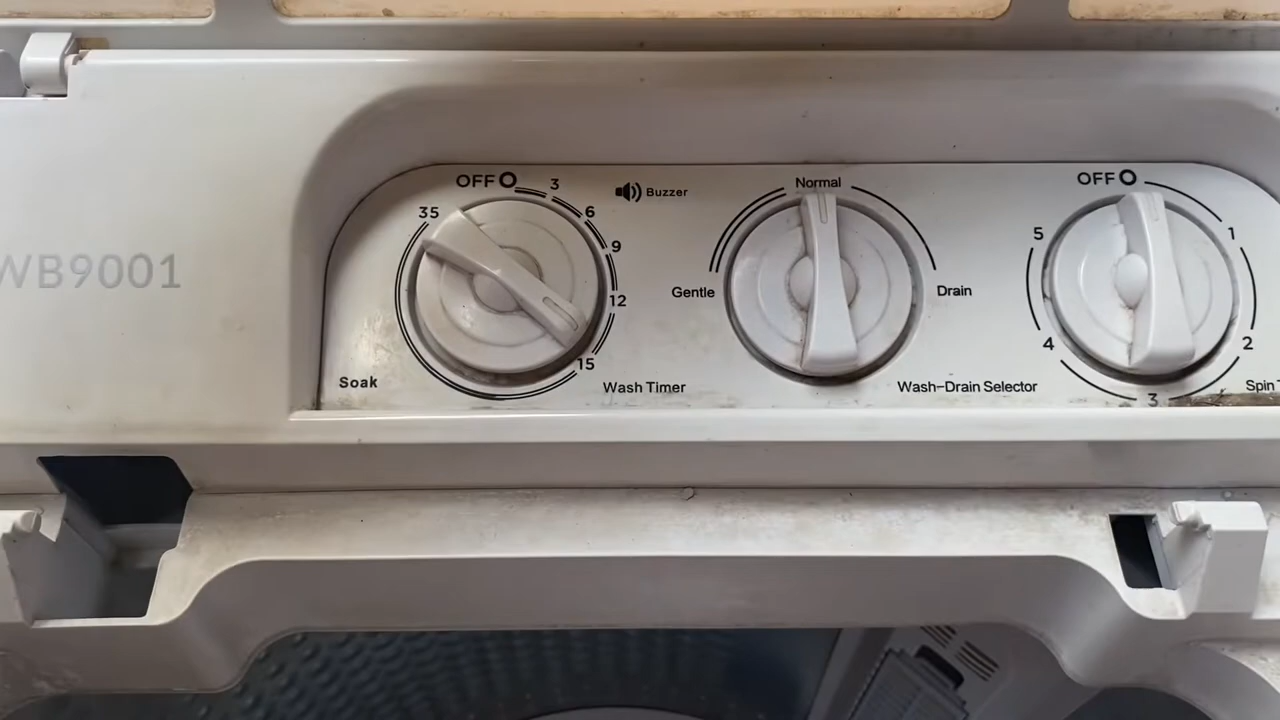 WB9001
OFF
3
6
9
12
15
35
Soak
Buzzer
Wash Timer
Normal
Gentle
Drain
Wash-Drain Selector
OFF
1
2
3
4
5
Spin